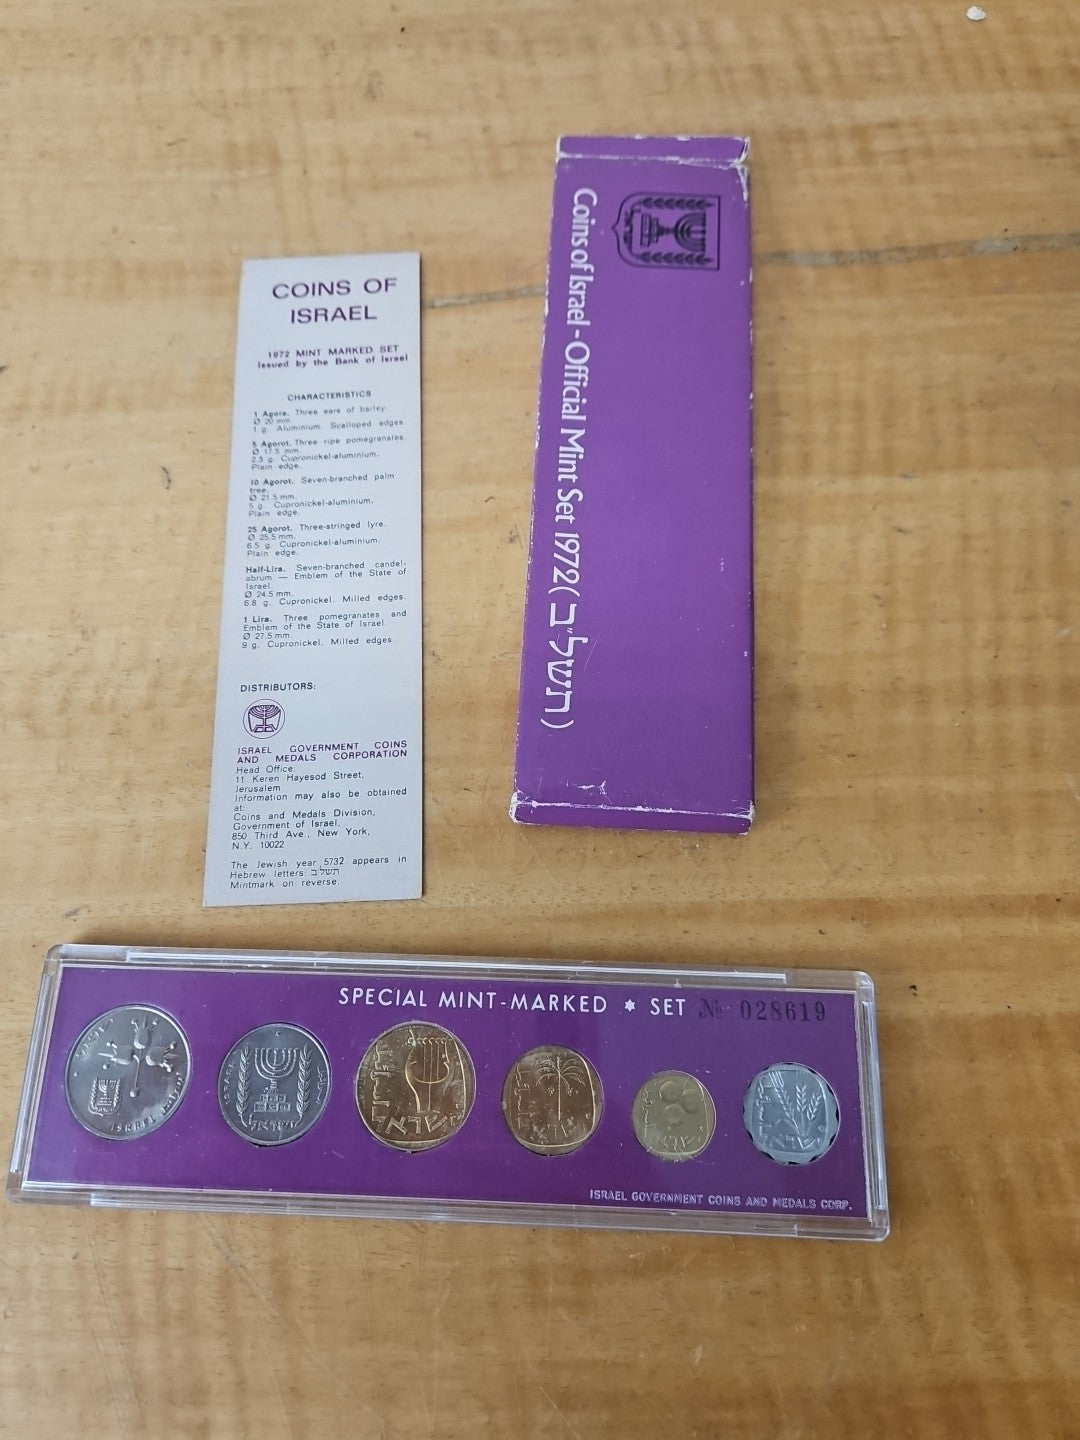 COINS OF
ISRAEL
1972 MINT MARKED SET
Issued by the Bank of Israel
CHARACTERISTICS
1 Agora. Three ears of barley.
Ø 20 mm.
1 g. Aluminium. Scalloped edges.
5 Agorot. Three ripe pomegranates.
Ø 17.5 mm.
2.3 g. Cupronickel-aluminium.
Plain edge.
10 Agorot. Seven-branched palm
tree.
Ø 21.5 mm.
5 g. Cupronickel-aluminium.
Plain edge.
25 Agorot. Three-stringed lyre.
Ø 25.5 mm.
6.5 g. Cupronickel-aluminium.
Plain edge.
Half-Lira. Seven-branched candel-
abrum — Emblem of the State of
Israel.
Ø 24.5 mm.
6.8 g. Cupronickel. Milled edges.
1 Lira. Three pomegranates and
Emblem of the State of Israel.
Ø 27.5 mm.
9 g. Cupronickel. Milled edges.
DISTRIBUTORS:
ISRAEL GOVERNMENT COINS
AND MEDALS CORPORATION
Head Office:
11 Keren Hayesod Street,
Jerusalem
Information may also be obtained
at:
Coins and Medals Division,
Government of Israel,
850 Third Ave., New York,
N.Y. 10022
The Jewish year 5732 appears in
Hebrew letters: תשל״ב
Mintmark on reverse.
Coins of Israel - Official Mint Set 1972 (תשל״ב)
SPECIAL MINT-MARKED ✡ SET № 028619
ISRAEL
ISRAEL
ישראל
ישראל
ישראל
ישראל
ישראל
ISRAEL GOVERNMENT COINS AND MEDALS CORP.